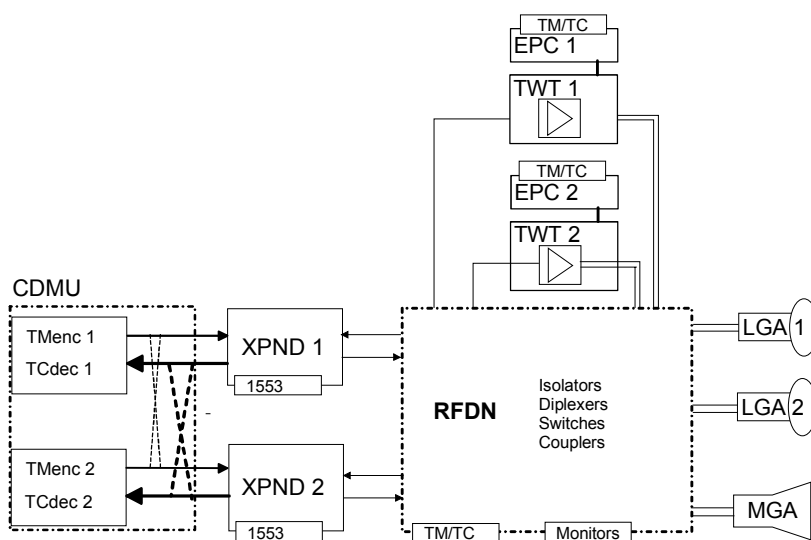 TM/TC
EPC 1
TWT 1
TM/TC
EPC 2
TWT 2
CDMU
TMenc 1
TCdec 1
XPND 1
1553
TMenc 2
TCdec 2
XPND 2
1553
RFDN
Isolators
Diplexers
Switches
Couplers
TM/TC
Monitors
LGA 1
LGA 2
MGA